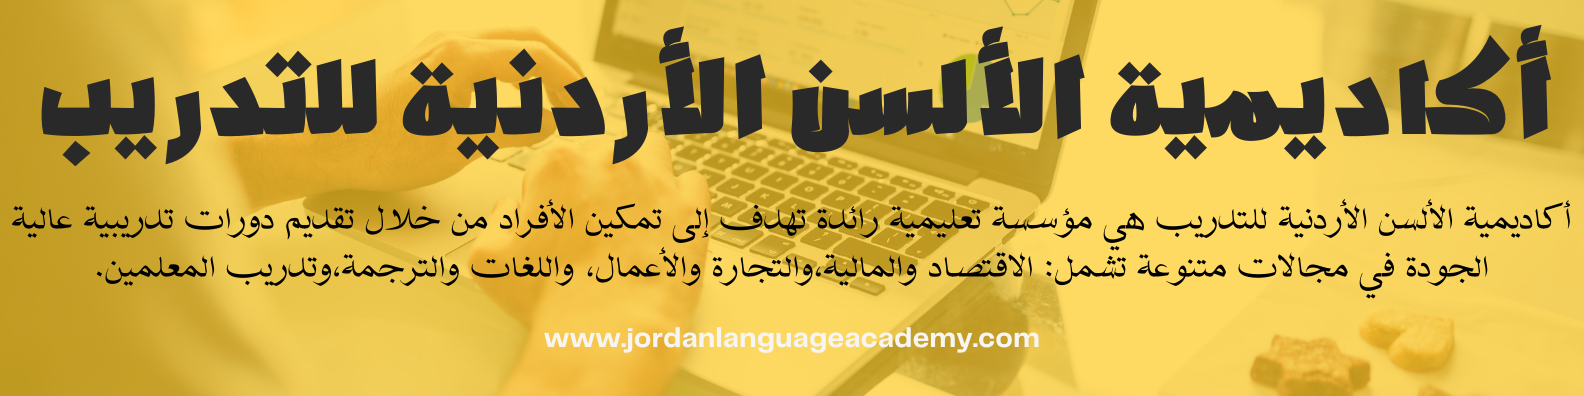 أكاديمية الألسن الأردنية للتدريب
أكاديمية الألسن الأردنية للتدريب هي مؤسسة تعليمية رائدة تهدف إلى تمكين الأفراد من خلال تقديم دورات تدريبية عالية
الجودة في مجالات متنوعة تشمل: الاقتصاد والمالية،والتجارة والأعمال، واللغات والترجمة،وتدريب المعلمين.
www.jordanlanguageacademy.com